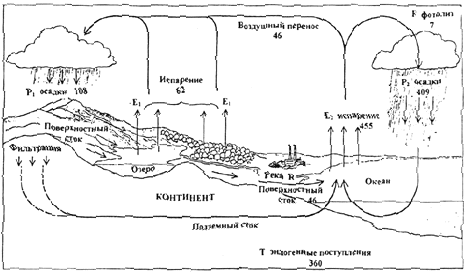 Воздушный перенос
46
F фотолиз
7
P₁ осадки 108
Испарение
62
P₂ осадки
409
E₁ E₁
E₂ испарение
455
Поверхностный
сток
Фильтрация
Озеро
Река R
Поверхностный
сток 46
Океан
КОНТИНЕНТ
Подземный сток
T эндогенные поступления
360